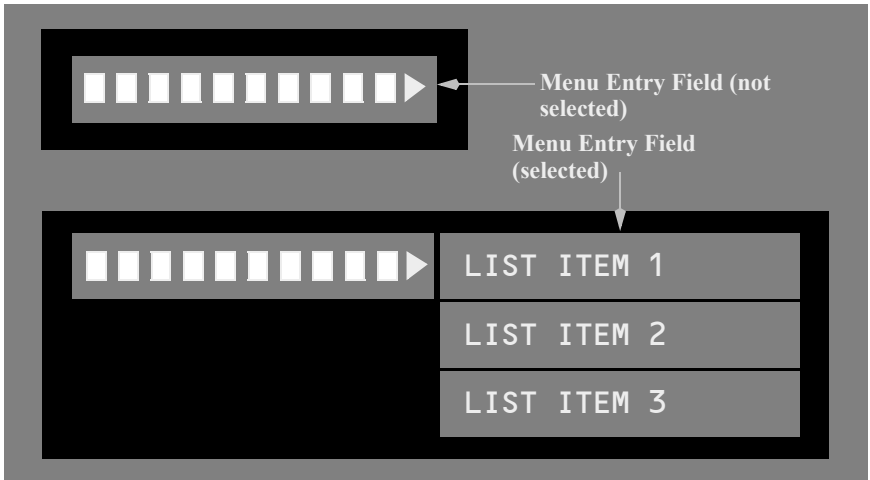 Menu Entry Field (not
selected)
Menu Entry Field
(selected)
LIST ITEM 1
LIST ITEM 2
LIST ITEM 3